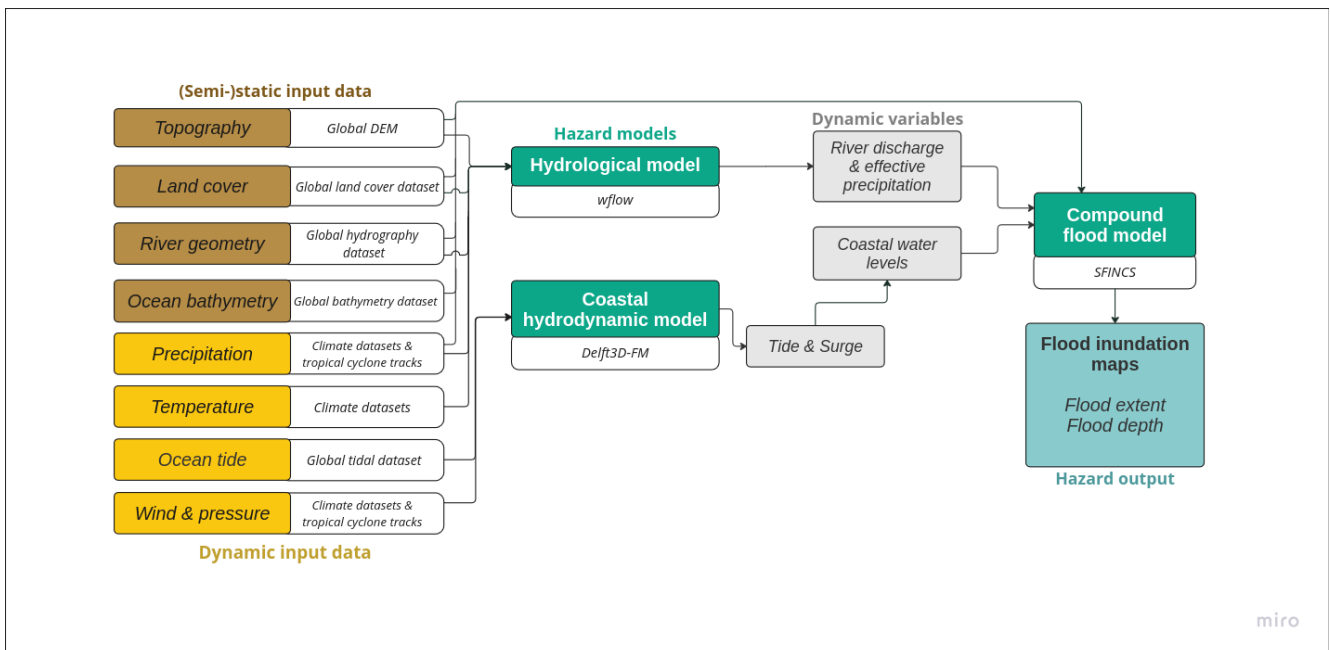 (Semi-)static input data
Topography
Global DEM
Land cover
Global land cover dataset
River geometry
Global hydrography
dataset
Ocean bathymetry
Global bathymetry dataset
Precipitation
Climate datasets &
tropical cyclone tracks
Temperature
Climate datasets
Ocean tide
Global tidal dataset
Wind & pressure
Climate datasets &
tropical cyclone tracks
Dynamic input data
Hazard models
Hydrological model
wflow
Coastal
hydrodynamic model
Delft3D-FM
Dynamic variables
River discharge
& effective
precipitation
Coastal water
levels
Tide & Surge
Compound
flood model
SFINCS
Flood inundation
maps
Flood extent
Flood depth
Hazard output
miro